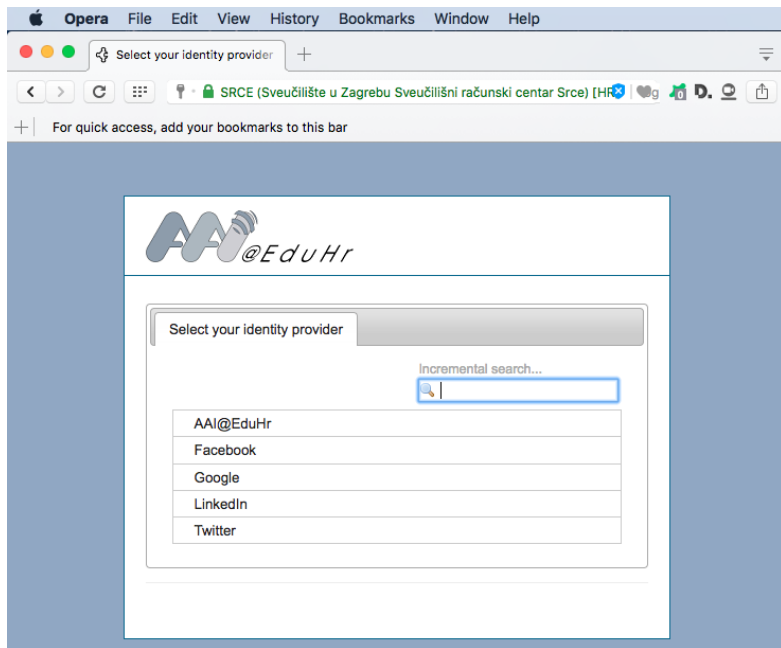 Opera File Edit View History Bookmarks Window Help
Select your identity provider
SRCE (Sveučilište u Zagrebu Sveučilišni računski centar Srce) [HR
g D.
For quick access, add your bookmarks to this bar
AAI@EduHr
Select your identity provider
Incremental search...
AAI@EduHr
Facebook
Google
LinkedIn
Twitter